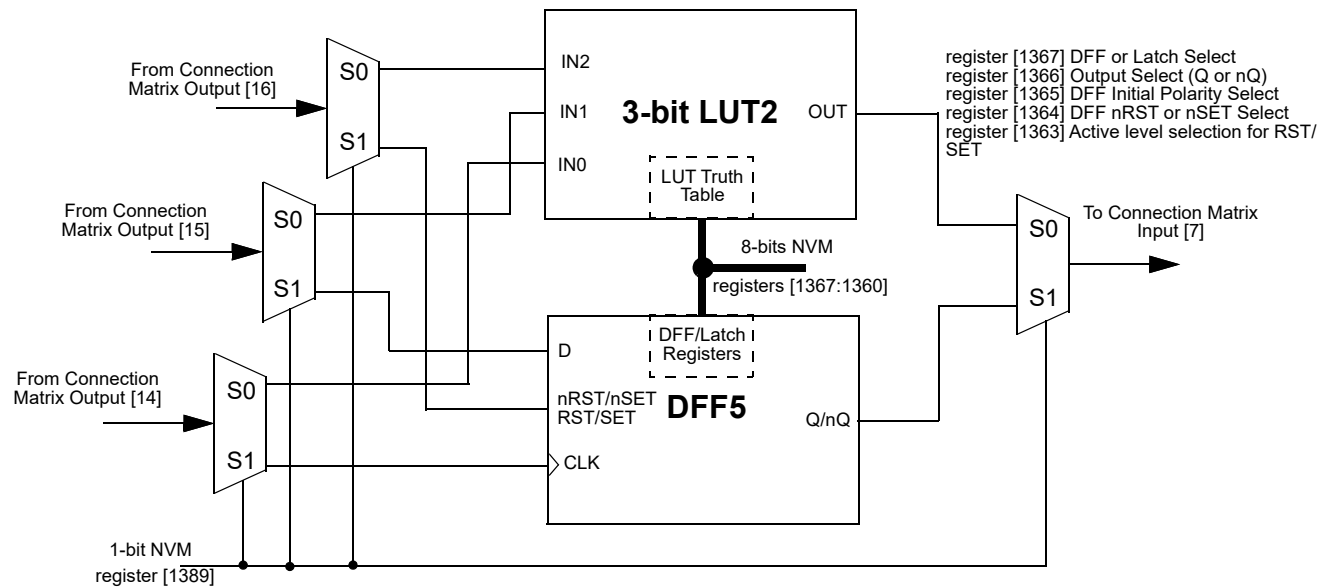 From Connection
Matrix Output [16]
S0
S1
IN2
IN1
IN0
3-bit LUT2
OUT
LUT Truth
Table
register [1367] DFF or Latch Select
register [1366] Output Select (Q or nQ)
register [1365] DFF Initial Polarity Select
register [1364] DFF nRST or nSET Select
register [1363] Active level selection for RST/
SET
From Connection
Matrix Output [15]
S0
S1
8-bits NVM
registers [1367:1360]
S0
S1
To Connection Matrix
Input [7]
From Connection
Matrix Output [14]
S0
S1
D
nRST/nSET
RST/SET
CLK
DFF/Latch
Registers
DFF5
Q/nQ
1-bit NVM
register [1389]